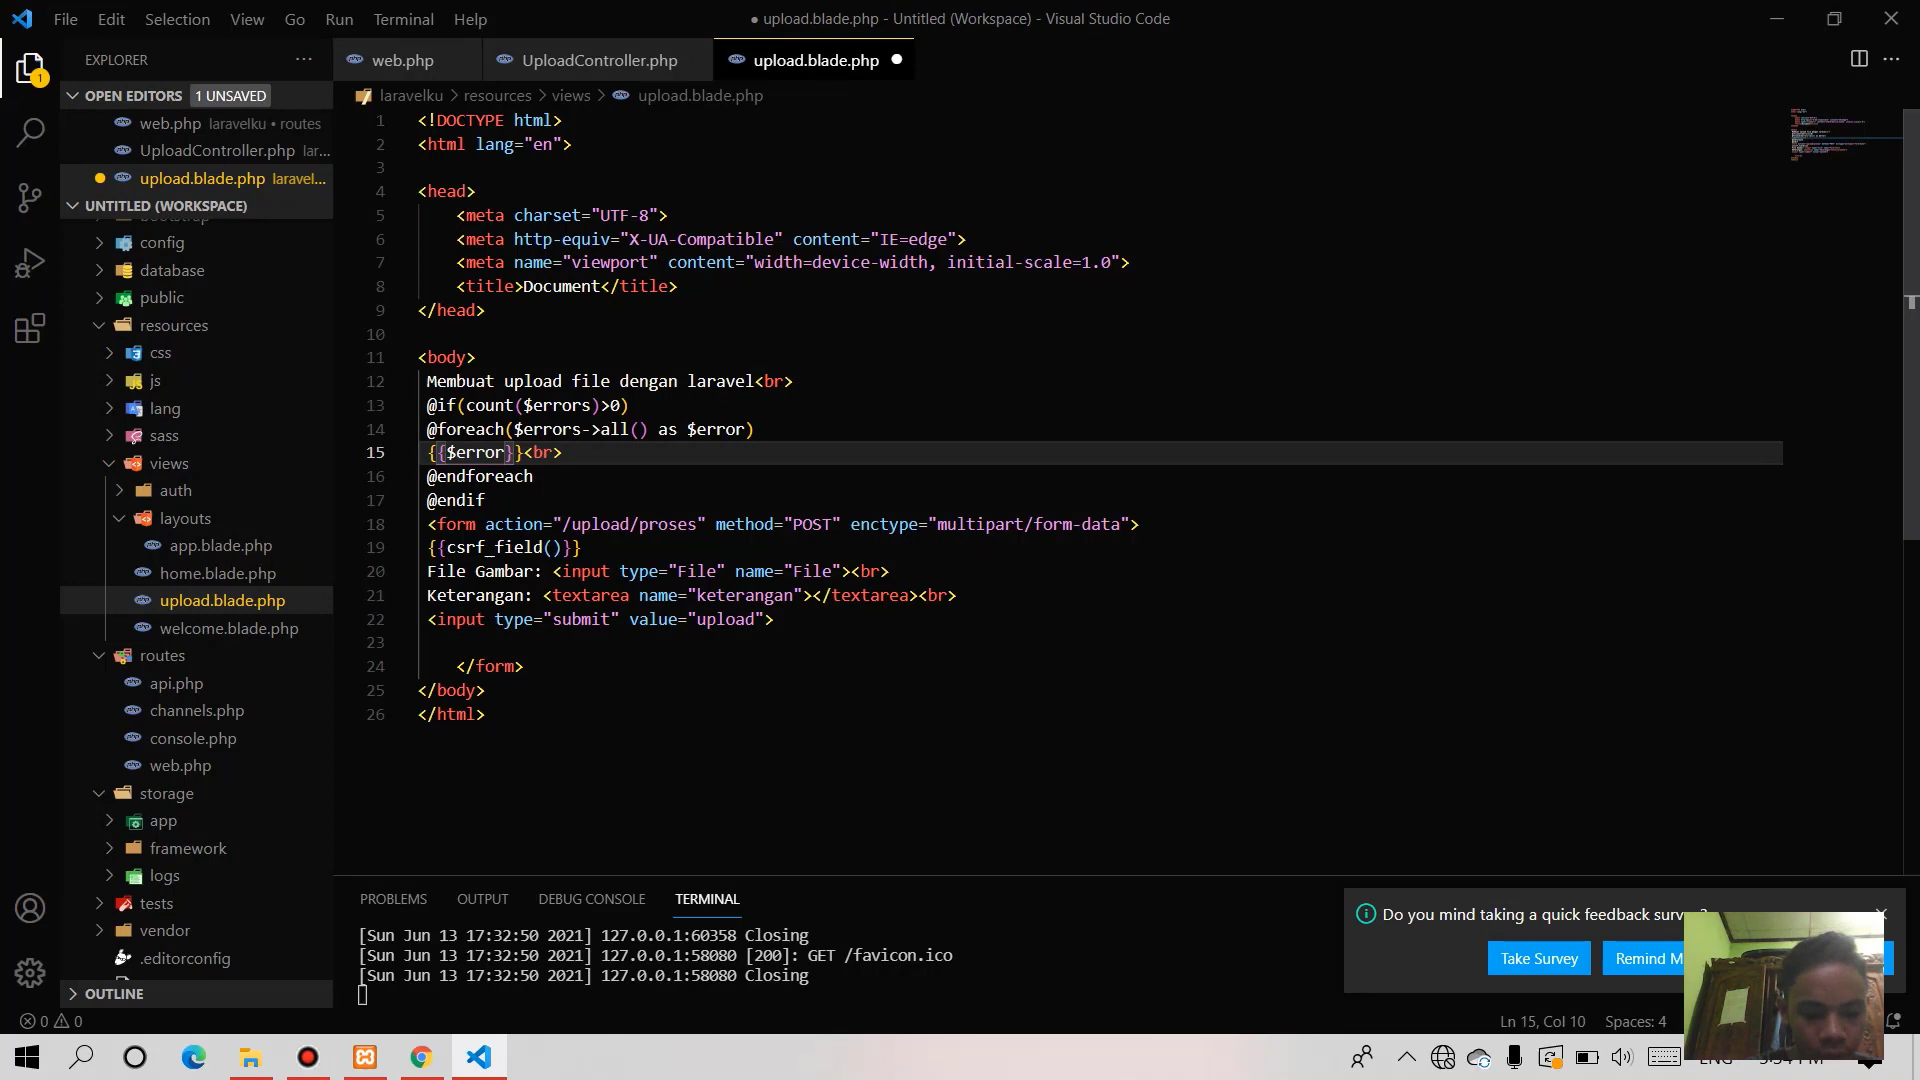 File Edit Selection View Go Run Terminal Help
● upload.blade.php - Untitled (Workspace) - Visual Studio Code
EXPLORER
1
web.php
UploadController.php
upload.blade.php
OPEN EDITORS 1 UNSAVED
web.php laravelku • routes
UploadController.php lar...
upload.blade.php laravel...
UNTITLED (WORKSPACE)
config
database
public
resources
css
js
lang
sass
views
auth
layouts
app.blade.php
home.blade.php
upload.blade.php
welcome.blade.php
routes
api.php
channels.php
console.php
web.php
storage
app
framework
logs
tests
vendor
.editorconfig
OUTLINE
laravelku > resources > views > upload.blade.php
1 <!DOCTYPE html>
2 <html lang="en">
3
4 <head>
5 <meta charset="UTF-8">
6 <meta http-equiv="X-UA-Compatible" content="IE=edge">
7 <meta name="viewport" content="width=device-width, initial-scale=1.0">
8 <title>Document</title>
9 </head>
10
11 <body>
12 Membuat upload file dengan laravel<br>
13 @if(count($errors)>0)
14 @foreach($errors->all() as $error)
15 {{$error}}<br>
16 @endforeach
17 @endif
18 <form action="/upload/proses" method="POST" enctype="multipart/form-data">
19 {{csrf_field()}}
20 File Gambar: <input type="File" name="File"><br>
21 Keterangan: <textarea name="keterangan"></textarea><br>
22 <input type="submit" value="upload">
23
24 </form>
25 </body>
26 </html>
PROBLEMS OUTPUT DEBUG CONSOLE TERMINAL
[Sun Jun 13 17:32:50 2021] 127.0.0.1:60358 Closing
[Sun Jun 13 17:32:50 2021] 127.0.0.1:58080 [200]: GET /favicon.ico
[Sun Jun 13 17:32:50 2021] 127.0.0.1:58080 Closing
Do you mind taking a quick feedback
Take Survey
Remind
0 0
Ln 15, Col 10
Spaces: 4